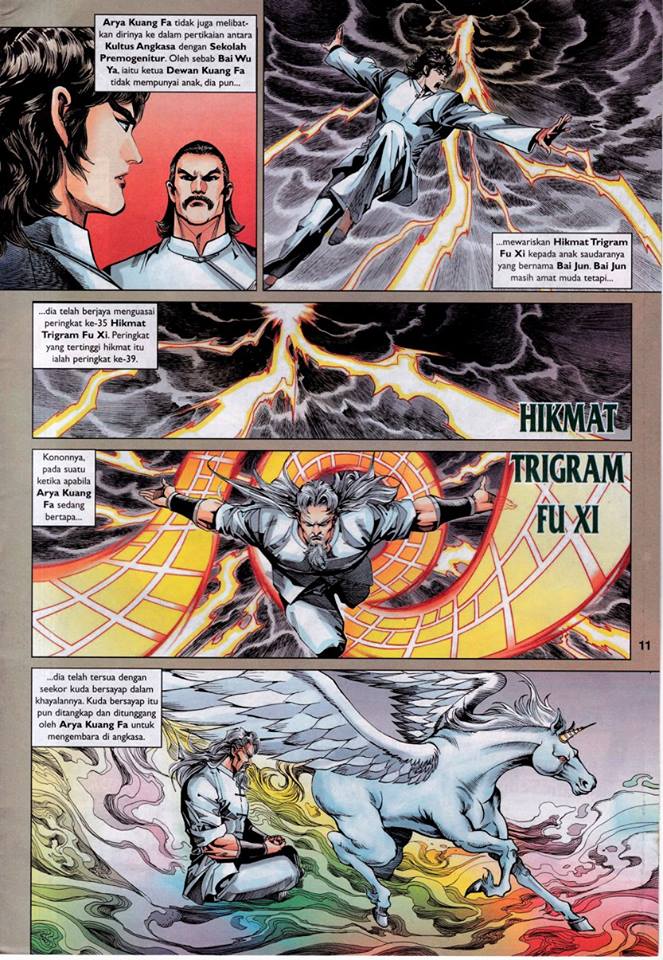 Arya Kuang Fa tidak juga melibat-
kan dirinya ke dalam pertikaian antara
Kultus Angkasa dengan Sekolah
Premogenitur. Oleh sebab Bai Wu
Ya, iaitu ketua Dewan Kuang Fa
tidak mempunyai anak, dia pun...
...mewariskan Hikmat Trigram
Fu Xi kepada anak saudaranya
yang bernama Bai Jun. Bai Jun
masih amat muda tetapi...
...dia telah berjaya menguasai
peringkat ke-35 Hikmat
Trigram Fu Xi. Peringkat
yang tertinggi hikmat itu
ialah peringkat ke-39.
HIKMAT
TRIGRAM
FU XI
Kononnya,
pada suatu
ketika apabila
Arya Kuang
Fa sedang
bertapa...
11
...dia telah tersua dengan
seekor kuda bersayap dalam
khayalannya. Kuda bersayap itu
pun ditangkap dan ditunggang
oleh Arya Kuang Fa untuk
mengembara di angkasa.